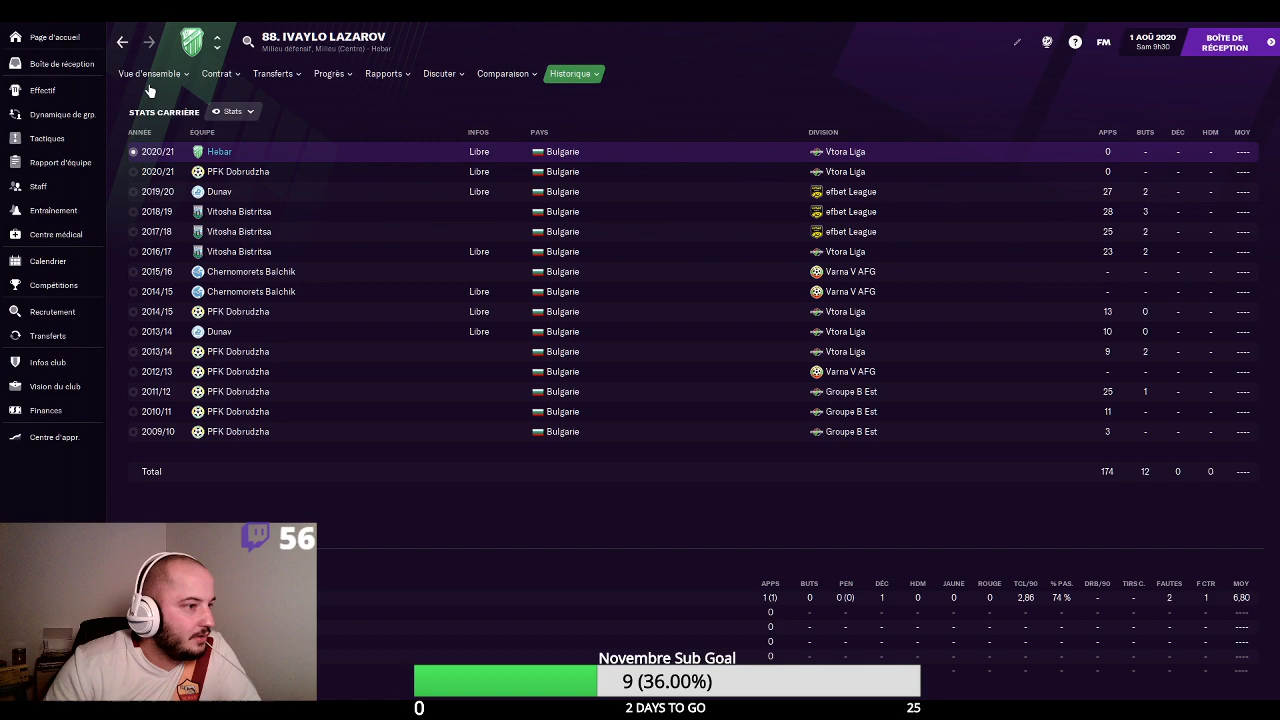 Page d'accueil
Boîte de réception
Effectif
Dynamique de grp.
Tactiques
Rapport d'équipe
Staff
Entraînement
Centre médical
Calendrier
Compétitions
Recrutement
Transferts
Infos club
Vision du club
Finances
Centre d'appr.
88. IVAYLO LAZAROV
Milieu défensif, Milieu (Centre) - Hebar
FM
1 AOÛ 2020
Sam 9h30
BOÎTE DE RÉCEPTION
Vue d'ensemble Contrat Transferts Progrès Rapports Discuter Comparaison Historique
STATS CARRIÈRE Stats
ANNÉE ÉQUIPE INFOS PAYS DIVISION APPS BUTS DÉC HDM MOY
2020/21 Hebar Libre Bulgarie Vtora Liga 0 - - - ----
2020/21 PFK Dobrudzha Libre Bulgarie Vtora Liga 0 - - - ----
2019/20 Dunav Libre Bulgarie efbet League 27 2 - - ----
2018/19 Vitosha Bistritsa Bulgarie efbet League 28 3 - - ----
2017/18 Vitosha Bistritsa Bulgarie efbet League 25 2 - - ----
2016/17 Vitosha Bistritsa Libre Bulgarie Vtora Liga 23 2 - - ----
2015/16 Chernomorets Balchik Bulgarie Varna V AFG - - - - ----
2014/15 Chernomorets Balchik Libre Bulgarie Varna V AFG - - - - ----
2014/15 PFK Dobrudzha Libre Bulgarie Vtora Liga 13 0 - - ----
2013/14 Dunav Libre Bulgarie Vtora Liga 10 0 - - ----
2013/14 PFK Dobrudzha Bulgarie Vtora Liga 9 2 - - ----
2012/13 PFK Dobrudzha Bulgarie Varna V AFG - - - - ----
2011/12 PFK Dobrudzha Bulgarie Groupe B Est 25 1 - - ----
2010/11 PFK Dobrudzha Bulgarie Groupe B Est 11 - - - ----
2009/10 PFK Dobrudzha Bulgarie Groupe B Est 3 - - - ----
Total 174 12 0 0 ----
56
APPS BUTS PEN DÉC HDM JAUNE ROUGE TCL/90 % PAS. DRB/90 TIRS C. FAUTES F CTR MOY
1 (1) 0 0 (0) 1 0 0 0 2,86 74 % - - 2 1 6,80
0 - - - - - - - - - - - - ----
0 - - - - - - - - - - - - ----
0 - - - - - - - - - - - - ----
0 - - - - - - - - - - - - ----
Novembre Sub Goal
9 (36.00%)
0 2 DAYS TO GO 25